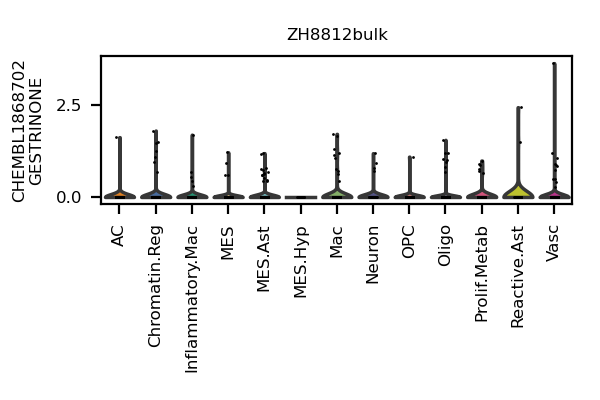 ZH8812bulk
CHEMBL1868702
GESTRINONE
2.5
0.0
AC
Chromatin.Reg
Inflammatory.Mac
MES
MES.Ast
MES.Hyp
Mac
Neuron
OPC
Oligo
Prolif.Metab
Reactive.Ast
Vasc